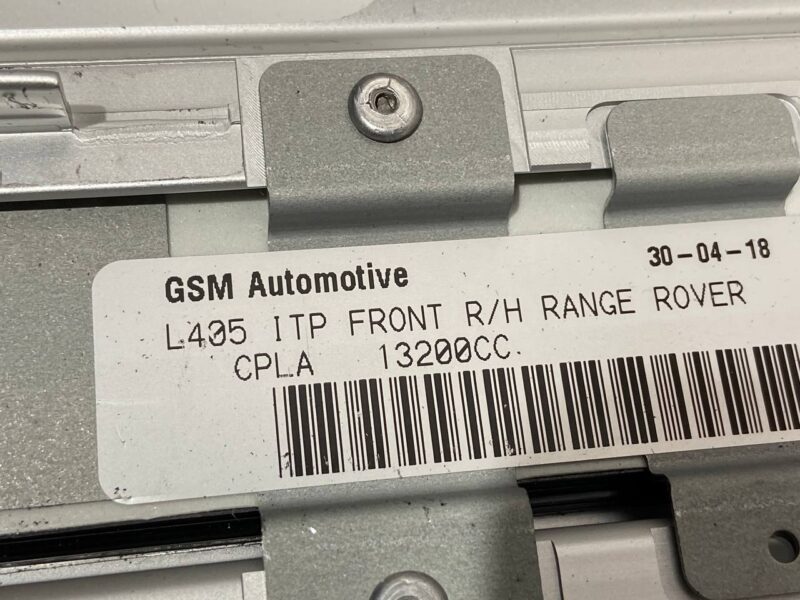 GSM Automotive 30-04-18
L405 ITP FRONT R/H RANGE ROVER
CPLA 13200CC.